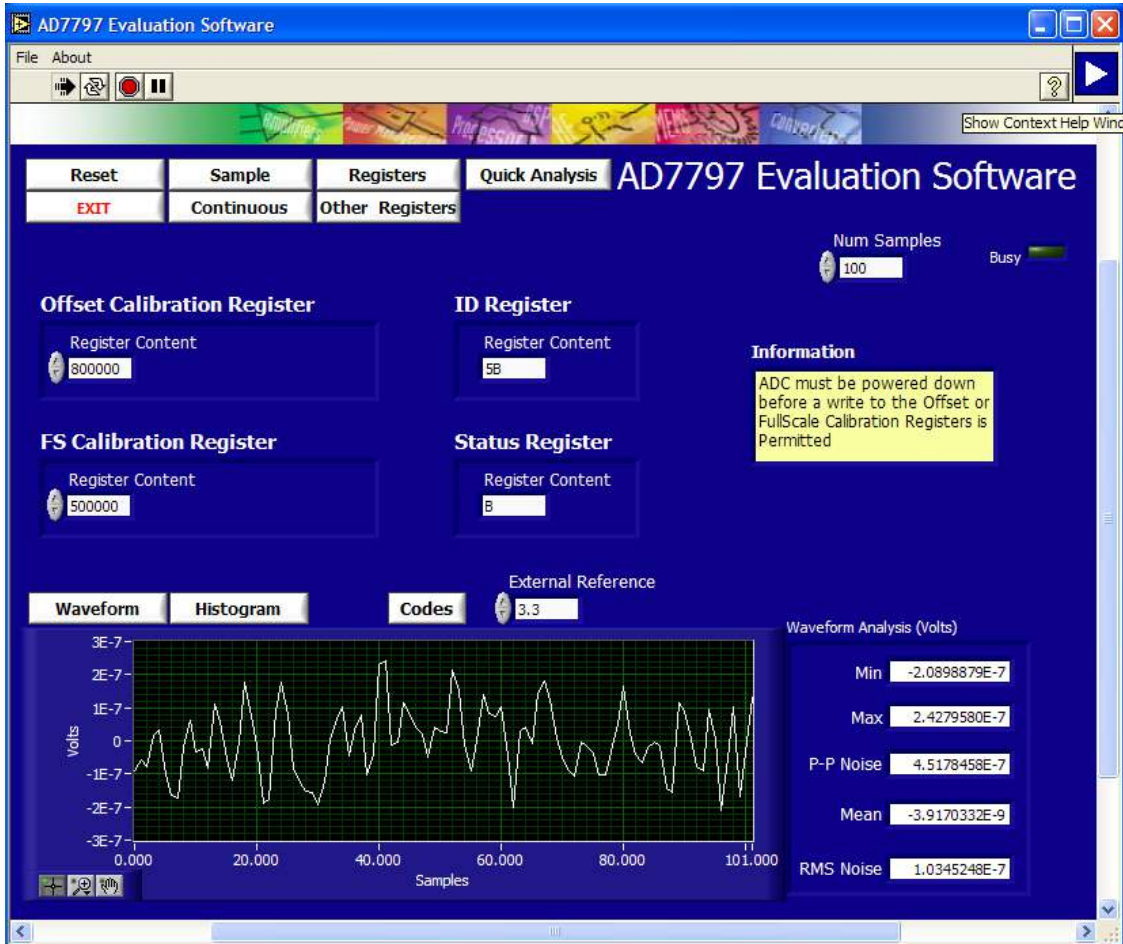 AD7797 Evaluation Software
File About
Amplifiers Power Processors DSP MEMS Converters
Show Context Help
Reset Sample Registers Quick Analysis AD7797 Evaluation Software
EXIT Continuous Other Registers
Num Samples
100
Busy
Offset Calibration Register
Register Content
800000
ID Register
Register Content
5B
Information
ADC must be powered down
before a write to the Offset or
FullScale Calibration Registers is
Permitted
FS Calibration Register
Register Content
500000
Status Register
Register Content
B
External Reference
Waveform Histogram Codes 3.3
Waveform Analysis (Volts)
3E-7
2E-7
1E-7
0
-1E-7
-2E-7
-3E-7
Volts
0.000 20.000 40.000 60.000 80.000 101.000
Samples
Min -2.0898879E-7
Max 2.4279580E-7
P-P Noise 4.5178458E-7
Mean -3.9170332E-9
RMS Noise 1.0345248E-7